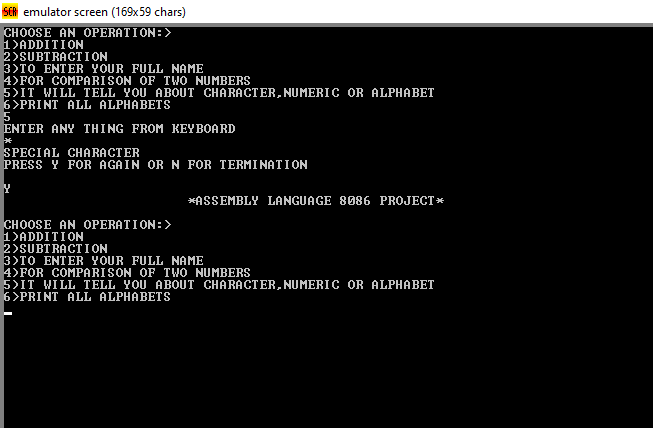 SCR emulator screen (169x59 chars)
CHOOSE AN OPERATION:>
1)ADDITION
2)SUBTRACTION
3)TO ENTER YOUR FULL NAME
4)FOR COMPARISON OF TWO NUMBERS
5)IT WILL TELL YOU ABOUT CHARACTER,NUMERIC OR ALPHABET
6)PRINT ALL ALPHABETS
5
ENTER ANY THING FROM KEYBOARD
*
SPECIAL CHARACTER
PRESS Y FOR AGAIN OR N FOR TERMINATION
Y
*ASSEMBLY LANGUAGE 8086 PROJECT*
CHOOSE AN OPERATION:>
1)ADDITION
2)SUBTRACTION
3)TO ENTER YOUR FULL NAME
4)FOR COMPARISON OF TWO NUMBERS
5)IT WILL TELL YOU ABOUT CHARACTER,NUMERIC OR ALPHABET
6)PRINT ALL ALPHABETS